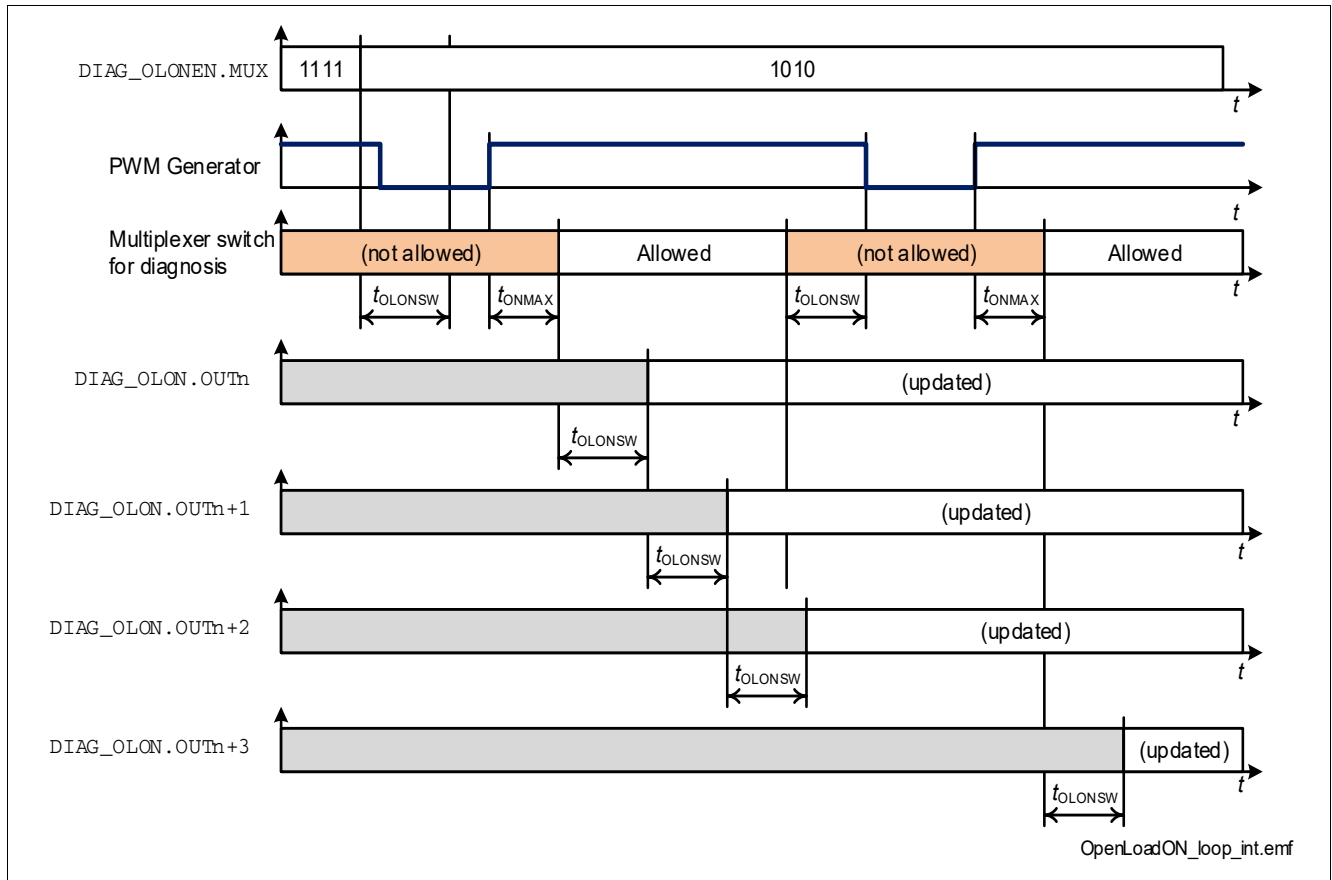 DIAG_OLONEN.MUX
1111
1010
t
PWM Generator
t
Multiplexer switch
for diagnosis
(not allowed)
Allowed
(not allowed)
Allowed
t
tOLONSW
tONMAX
tOLONSW
tONMAX
DIAG_OLON.OUTn
(updated)
t
tOLONSW
DIAG_OLON.OUTn+1
(updated)
t
tOLONSW
DIAG_OLON.OUTn+2
(updated)
t
tOLONSW
DIAG_OLON.OUTn+3
(updated)
t
tOLONSW
OpenLoadON_loop_int.emf